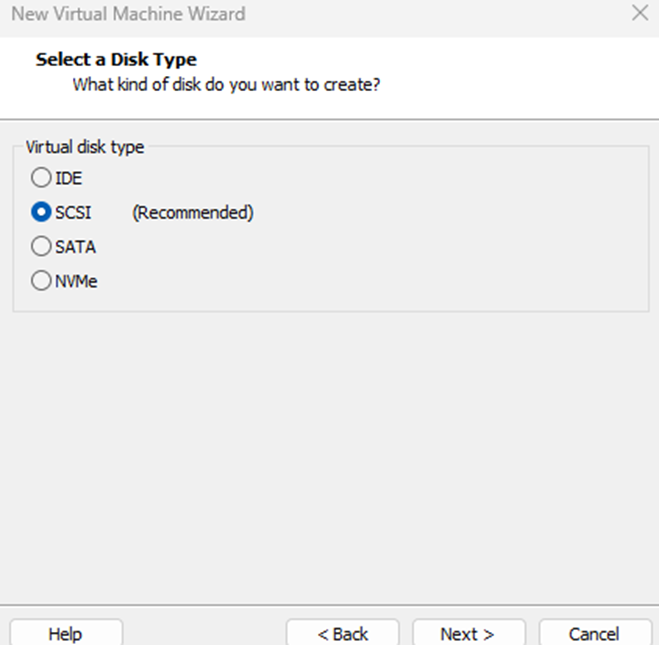 New Virtual Machine Wizard
Select a Disk Type
What kind of disk do you want to create?
Virtual disk type
IDE
SCSI (Recommended)
SATA
NVMe
Help < Back Next > Cancel